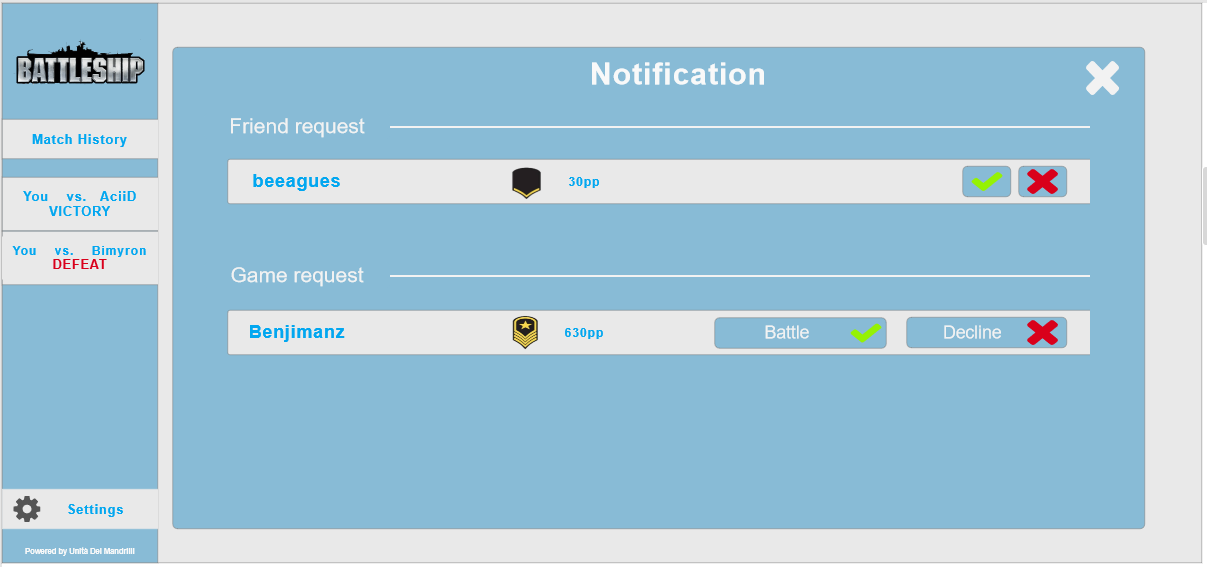 BATTLESHIP
Match History
You vs. AciiD
VICTORY
You vs. Bimyron
DEFEAT
Settings
Powered by Unità Dei Mandrilli
Notification
Friend request
beeagues 30pp
Game request
Benjimanz 630pp Battle Decline